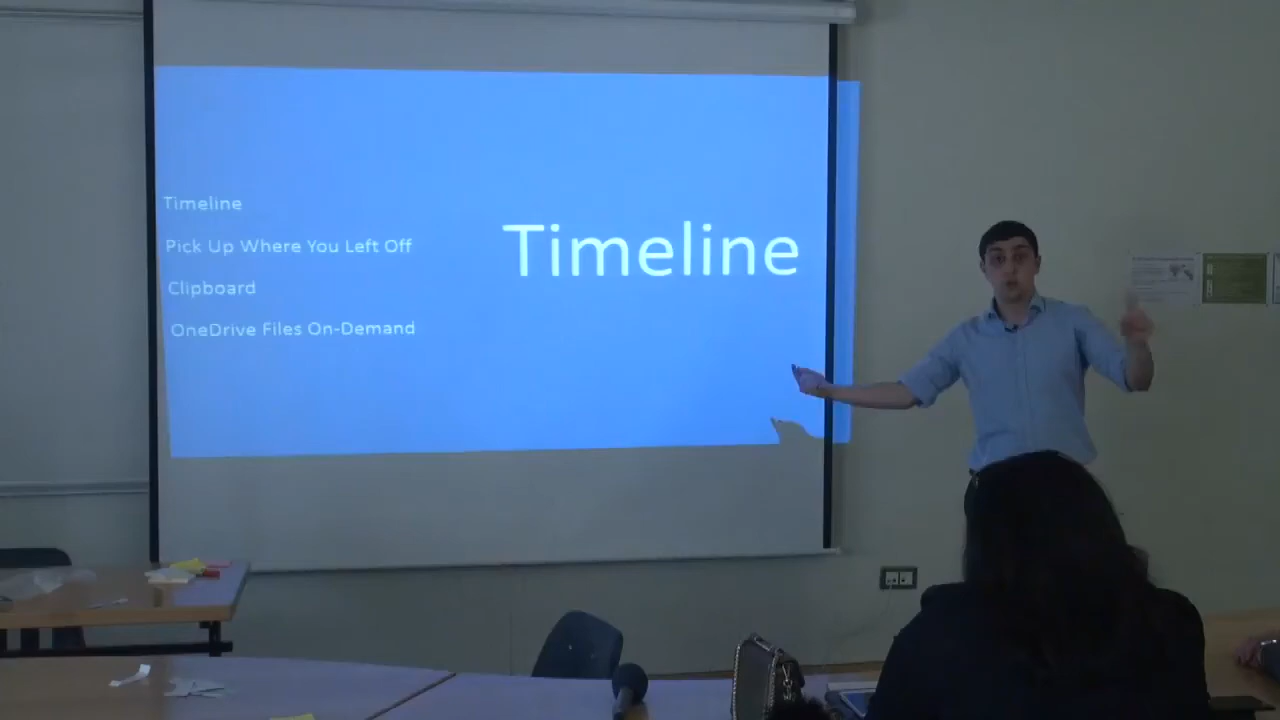 Timeline
Pick Up Where You Left Off
Clipboard
OneDrive Files On-Demand
Timeline